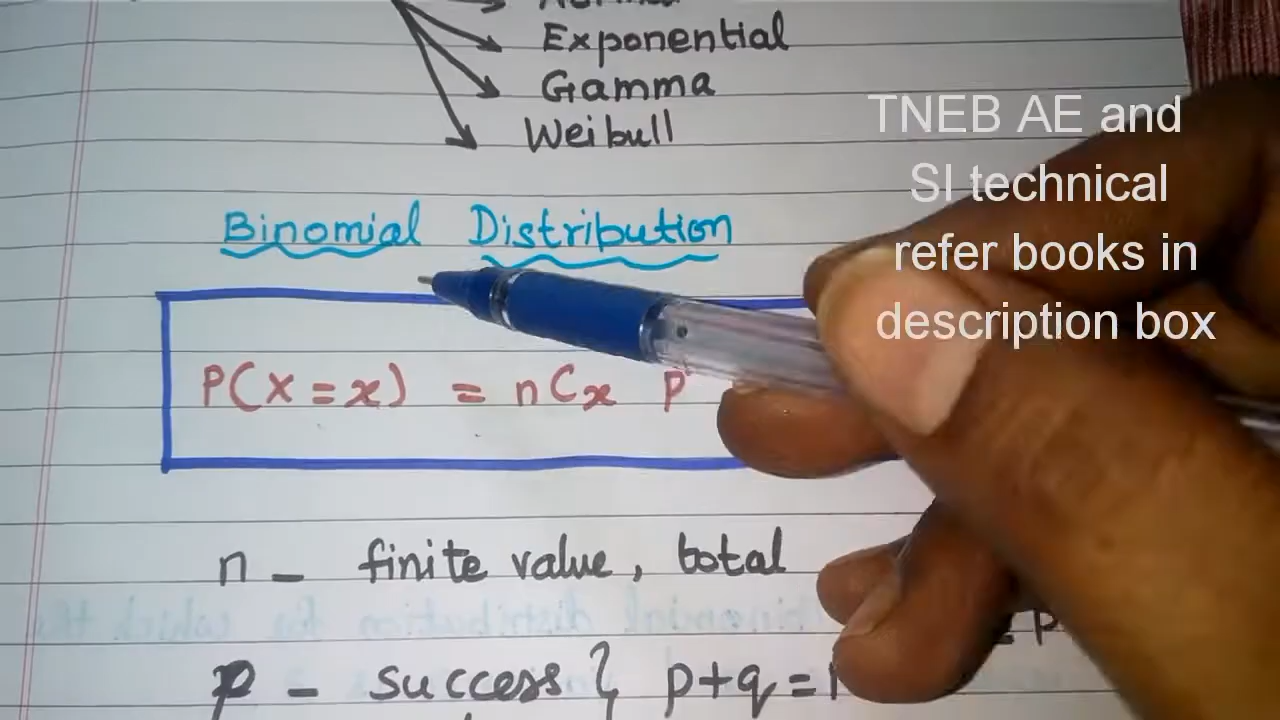 Exponential
Gamma
Weibull
Binomial Distribution
P(X=x) = nCx p
n - finite value, total
p - success } p+q=1
TNEB AE and
SI technical
refer books in
description box